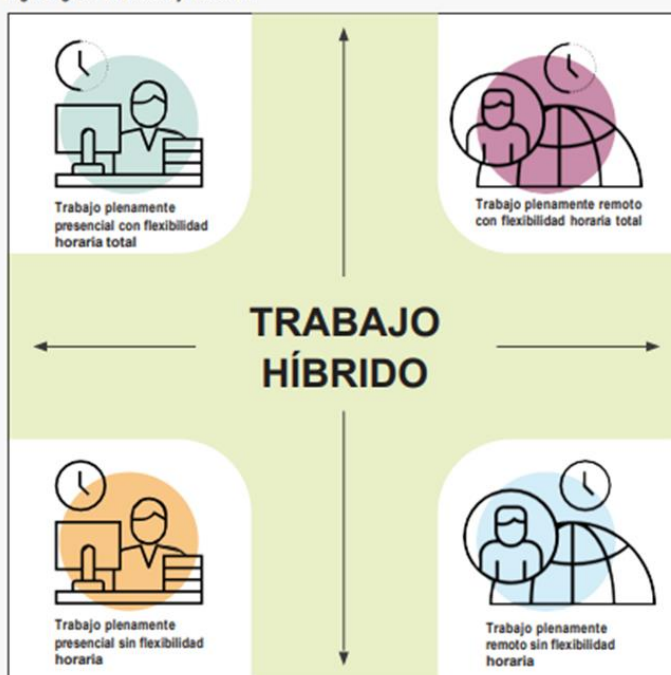 Trabajo plenamente
presencial con flexibilidad
horaria total
Trabajo plenamente remoto
con flexibilidad horaria total
TRABAJO
HÍBRIDO
Trabajo plenamente
presencial sin flexibilidad
horaria
Trabajo plenamente
remoto sin flexibilidad
horaria